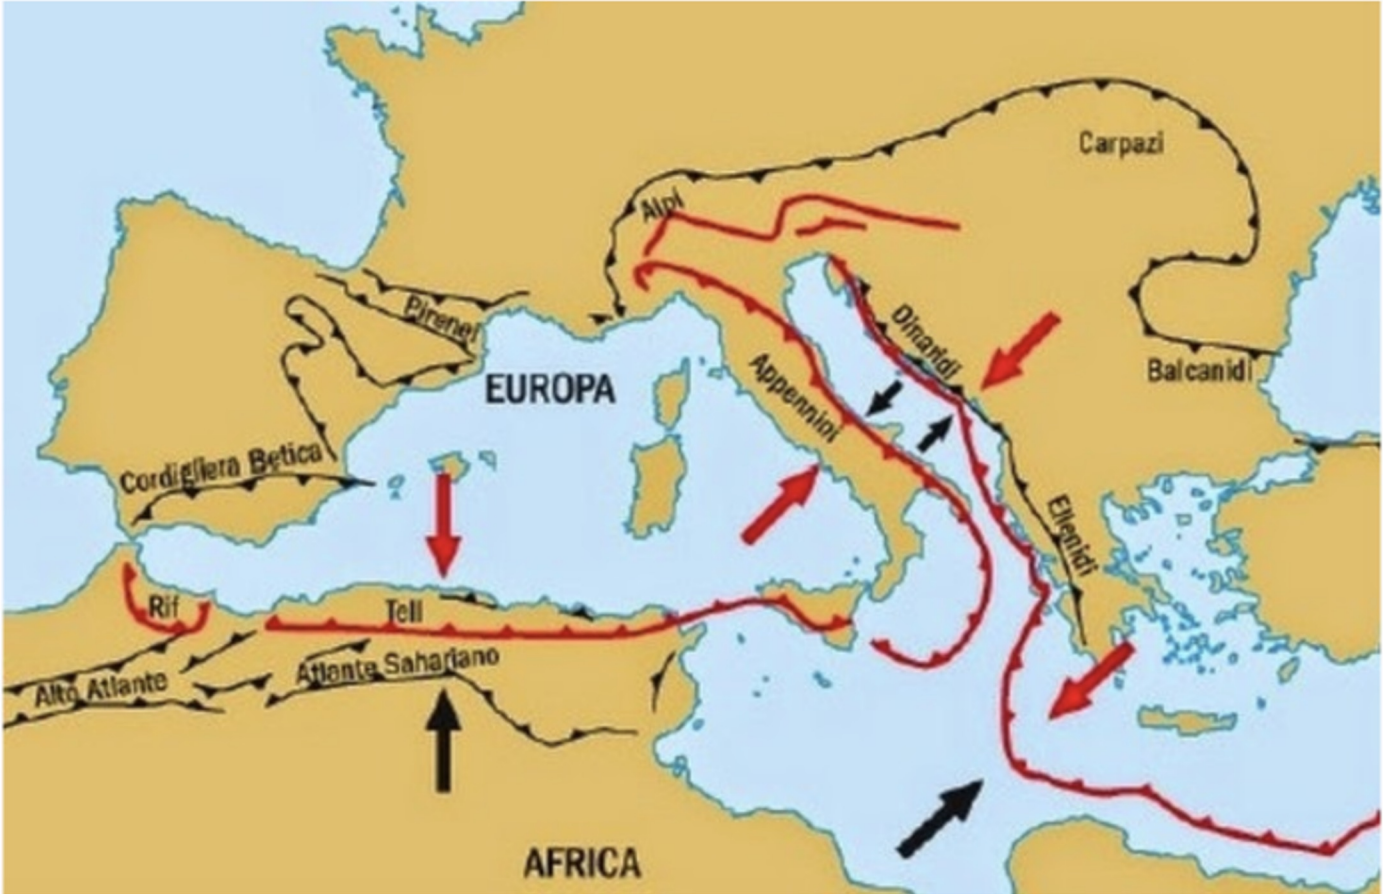 Carpazi
Alpi
Pirenei
Dinaridi
EUROPA
Appennini
Balcanidi
Cordigliera Betica
Ellenidi
Rif
Tell
Atlante Sahariano
Alto Atlante
AFRICA